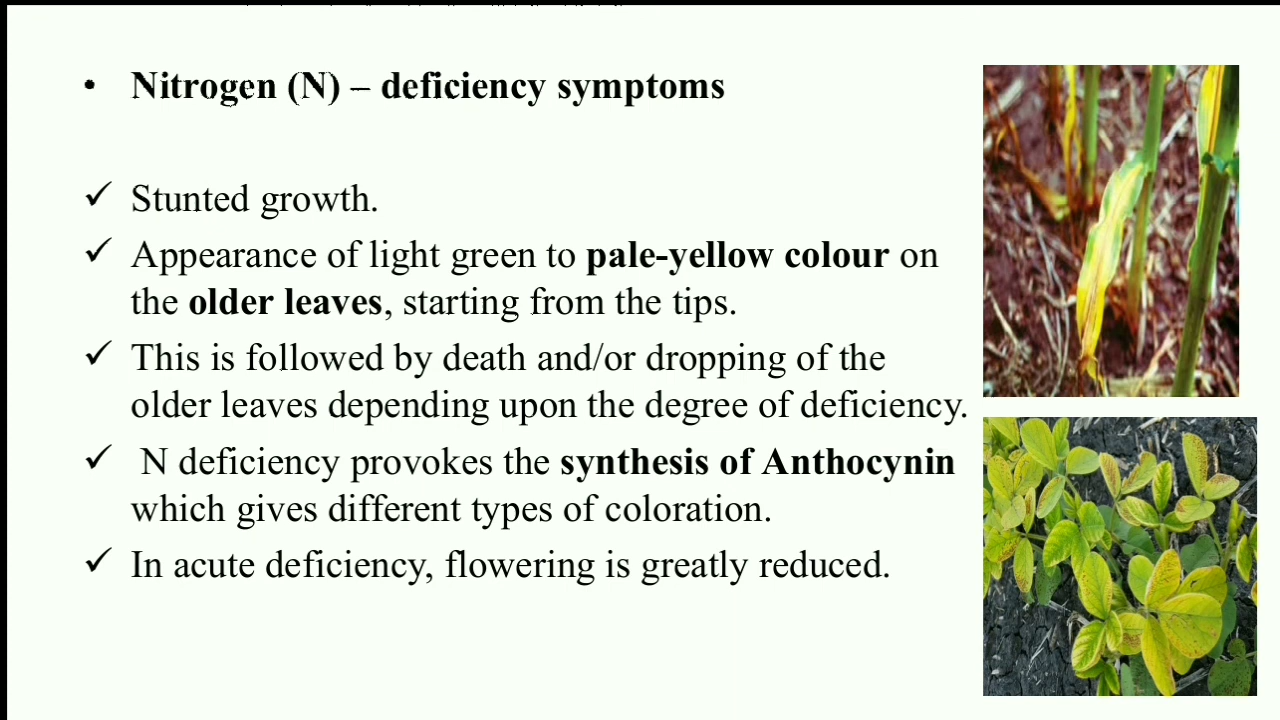 • Nitrogen (N) – deficiency symptoms
✓ Stunted growth.
✓ Appearance of light green to pale-yellow colour on
the older leaves, starting from the tips.
✓ This is followed by death and/or dropping of the
older leaves depending upon the degree of deficiency.
✓ N deficiency provokes the synthesis of Anthocynin
which gives different types of coloration.
✓ In acute deficiency, flowering is greatly reduced.